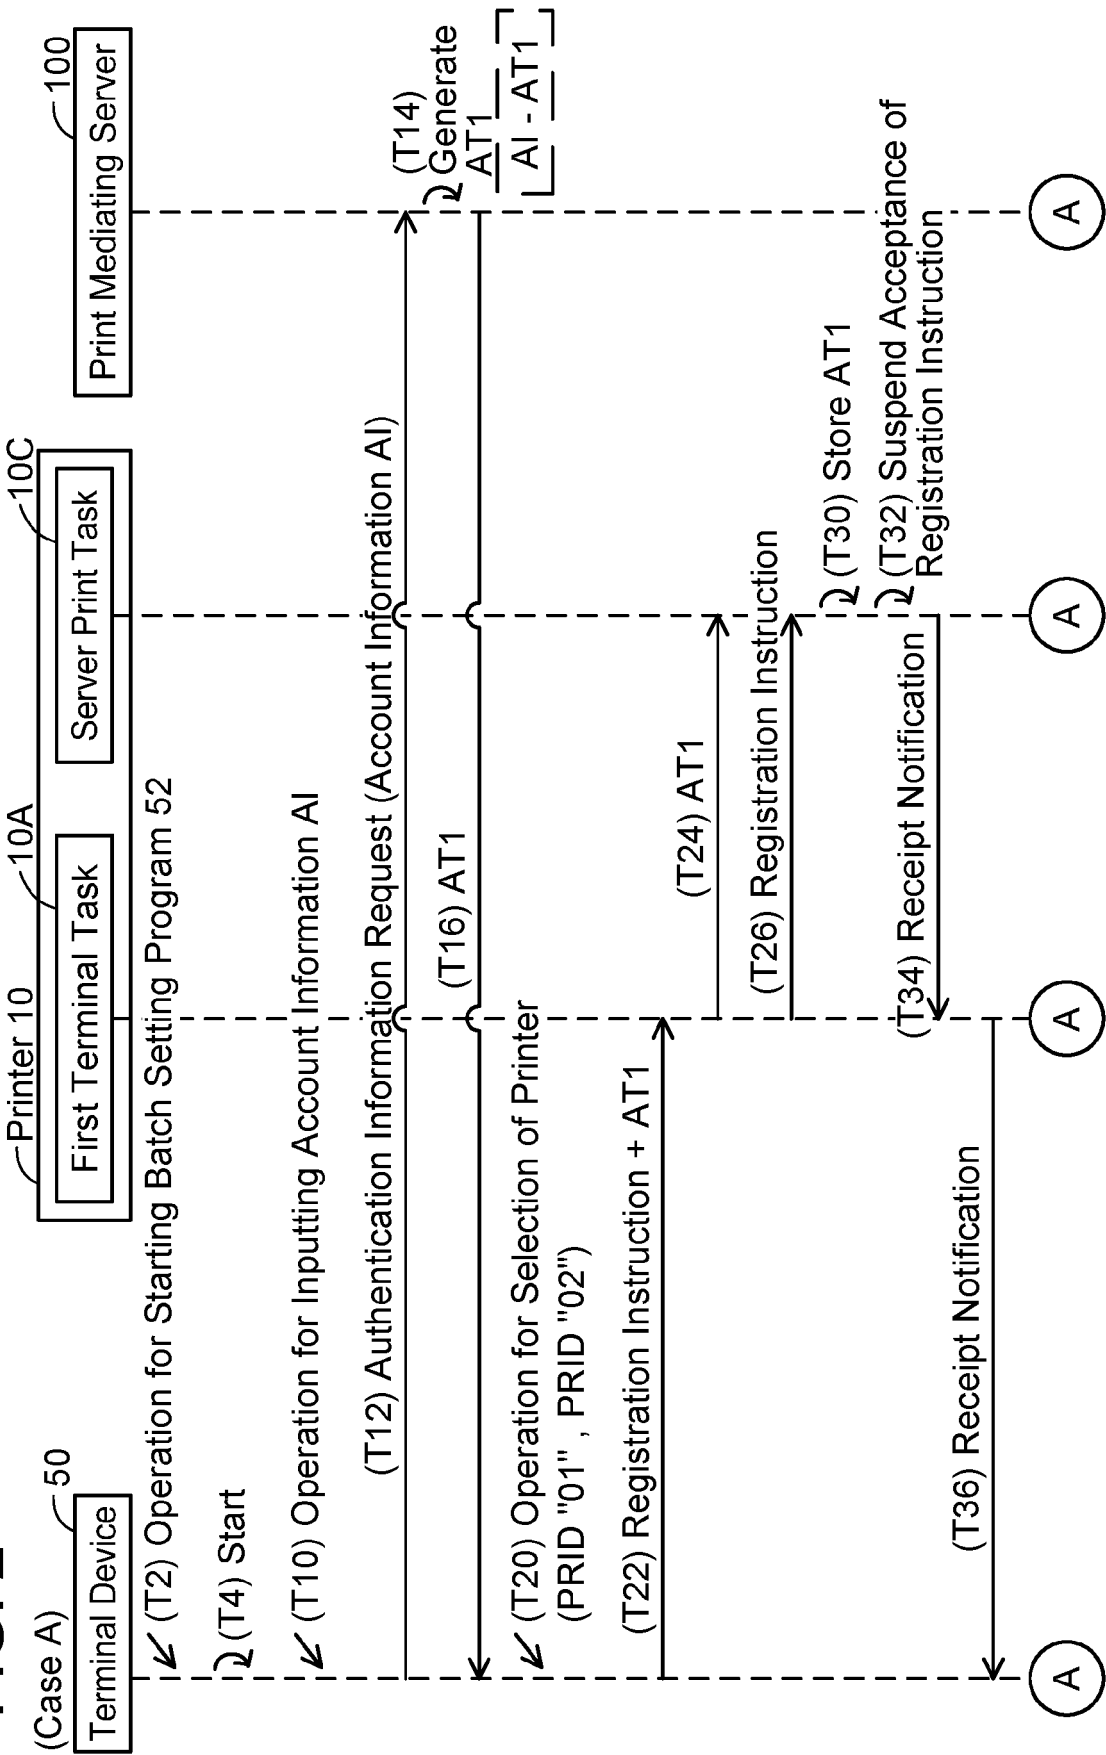 (Case A)
Terminal Device
50
Printer 10
First Terminal Task
10A
Server Print Task
10C
Print Mediating Server
100
(T2) Operation for Starting Batch Setting Program 52
(T4) Start
(T10) Operation for Inputting Account Information AI
(T12) Authentication Information Request (Account Information AI)
(T14)
Generate
AT1
AI - AT1
(T16) AT1
(T20) Operation for Selection of Printer
(PRID "01" , PRID "02")
(T22) Registration Instruction + AT1
(T24) AT1
(T26) Registration Instruction
(T30) Store AT1
(T32) Suspend Acceptance of
Registration Instruction
(T34) Receipt Notification
(T36) Receipt Notification
A
A
A
A